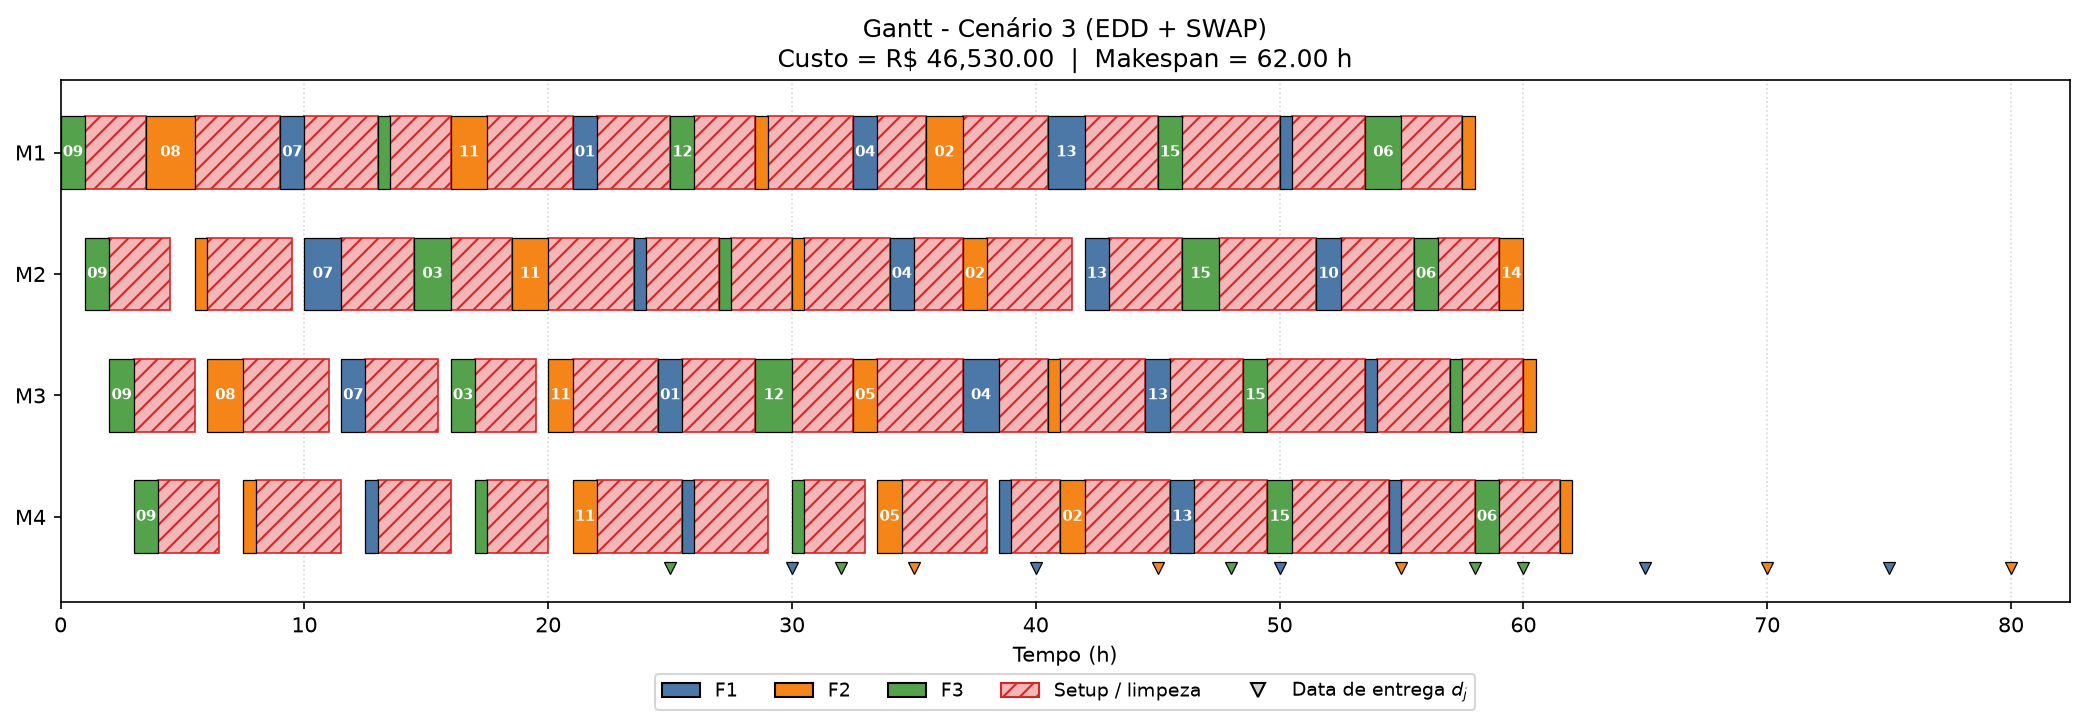 Gantt - Cenário 3 (EDD + SWAP)
Custo = R$ 46,530.00 | Makespan = 62.00 h
M1 09 08 07 11 01 12 04 02 13 15 06
M2 09 07 03 11 04 02 13 15 10 06 14
M3 09 08 07 03 11 01 12 05 04 13 15
M4 09 11 05 02 13 15 06
0 10 20 30 40 50 60 70 80
Tempo (h)
F1 F2 F3 Setup / limpeza Data de entrega dj